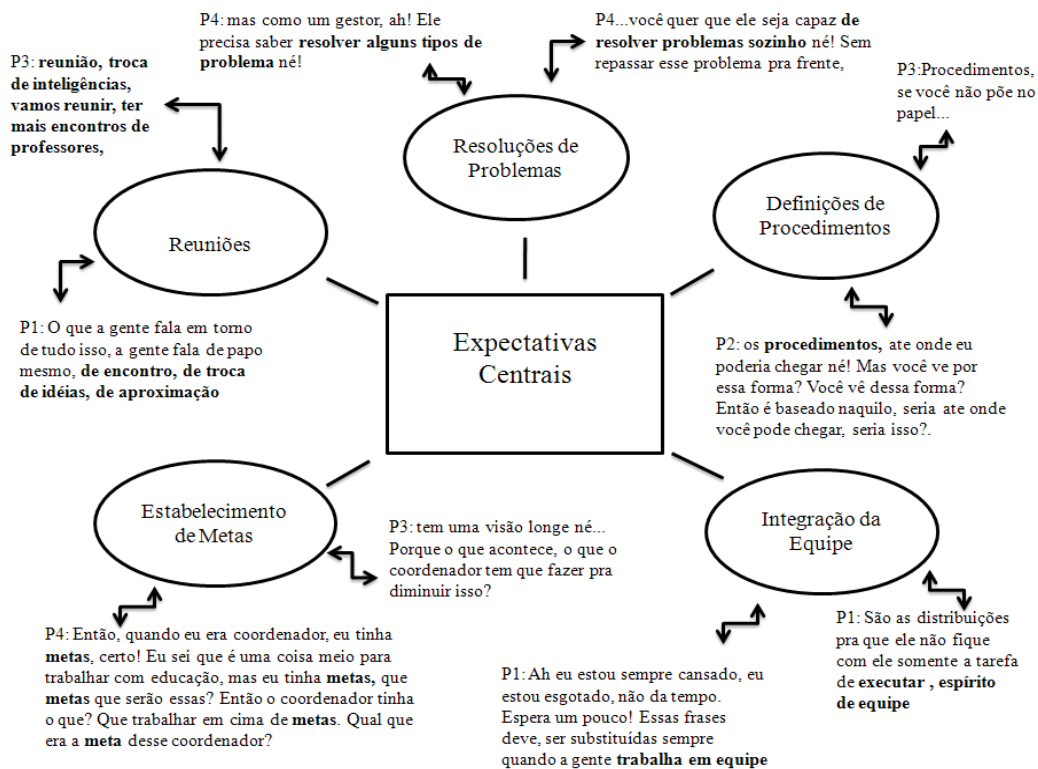 P3: reunião, troca
de inteligências,
vamos reunir, ter
mais encontros de
professores,
P4: mas como um gestor, ah! Ele
precisa saber resolver alguns tipos de
problema né!
P4...você quer que ele seja capaz de
resolver problemas sozinho né! Sem
repassar esse problema pra frente,
P3:Procedimentos,
se você não põe no
papel...
Resoluções de
Problemas
Reuniões
Definições de
Procedimentos
P1: O que a gente fala em torno
de tudo isso, a gente fala de papo
mesmo, de encontro, de troca
de idéias, de aproximação
Expectativas
Centrais
P2: os procedimentos, ate onde eu
poderia chegar né! Mas você ve por
essa forma? Você vê dessa forma?
Então é baseado naquilo, seria ate onde
você pode chegar, seria isso?.
Estabelecimento
de Metas
P3: tem uma visão longe né...
Porque o que acontece, o que o
coordenador tem que fazer pra
diminuir isso?
Integração da
Equipe
P4: Então, quando eu era coordenador, eu tinha
metas, certo! Eu sei que é uma coisa meio para
trabalhar com educação, mas eu tinha metas, que
metas que serão essas? Então o coordenador tinha
o que? Que trabalhar em cima de metas. Qual que
era a meta desse coordenador?
P1: Ah eu estou sempre cansado, eu
estou esgotado, não da tempo.
Espera um pouco! Essas frases
deve, ser substituídas sempre
quando a gente trabalha em equipe
P1: São as distribuições
pra que ele não fique
com ele somente a tarefa
de executar , espírito
de equipe